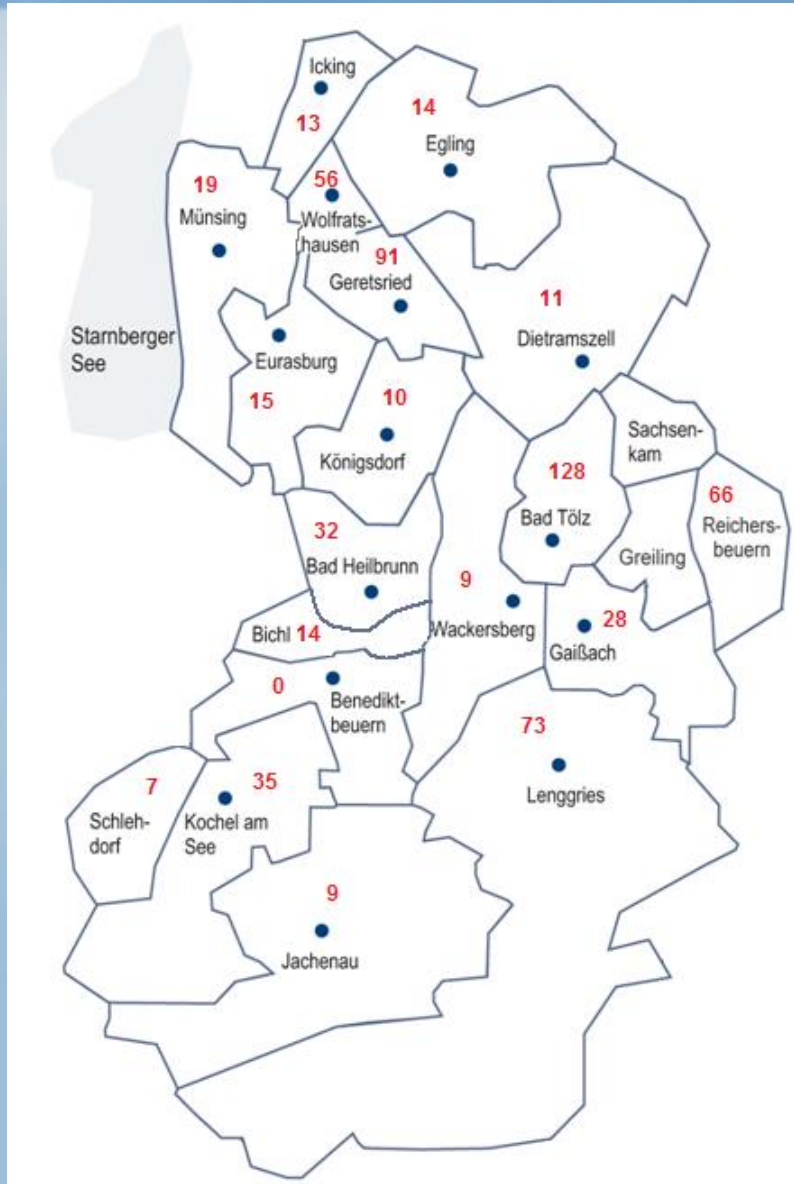 Icking
13
14
Egling
19
Münsing
56
Wolfrats-
hausen
91
Geretsried
11
Dietramszell
Starnberger
See
Eurasburg
15
10
Königsdorf
Sachsen-
kam
128
Bad Tölz
66
Reichers-
beuern
Greiling
32
Bad Heilbrunn
9
Wackersberg
28
Gaißach
Bichl 14
0
Benedikt-
beuern
73
Lenggries
7
Schleh-
dorf
35
Kochel am
See
9
Jachenau